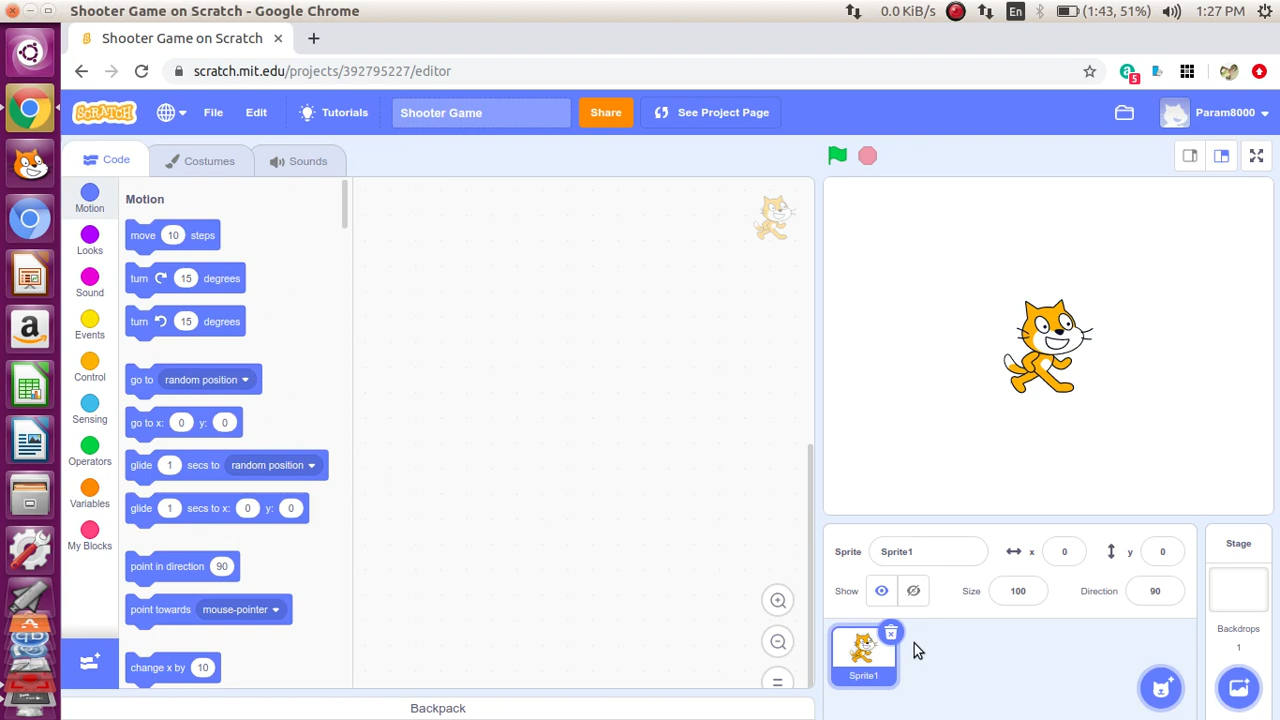 Shooter Game on Scratch - Google Chrome
0.0 KiB/s
En
(1:43, 51%)
1:27 PM
Shooter Game on Scratch
scratch.mit.edu/projects/392795227/editor
5
SCRATCH
File
Edit
Tutorials
Shooter Game
Share
See Project Page
Param8000
Code
Costumes
Sounds
Motion
Looks
Sound
Events
Control
Sensing
Operators
Variables
My Blocks
Motion
move 10 steps
turn 15 degrees
turn 15 degrees
go to random position
go to x: 0 y: 0
glide 1 secs to random position
glide 1 secs to x: 0 y: 0
point in direction 90
point towards mouse-pointer
change x by 10
Backpack
Sprite Sprite1 x 0 y 0
Show Size 100 Direction 90
Sprite1
Stage
Backdrops
1